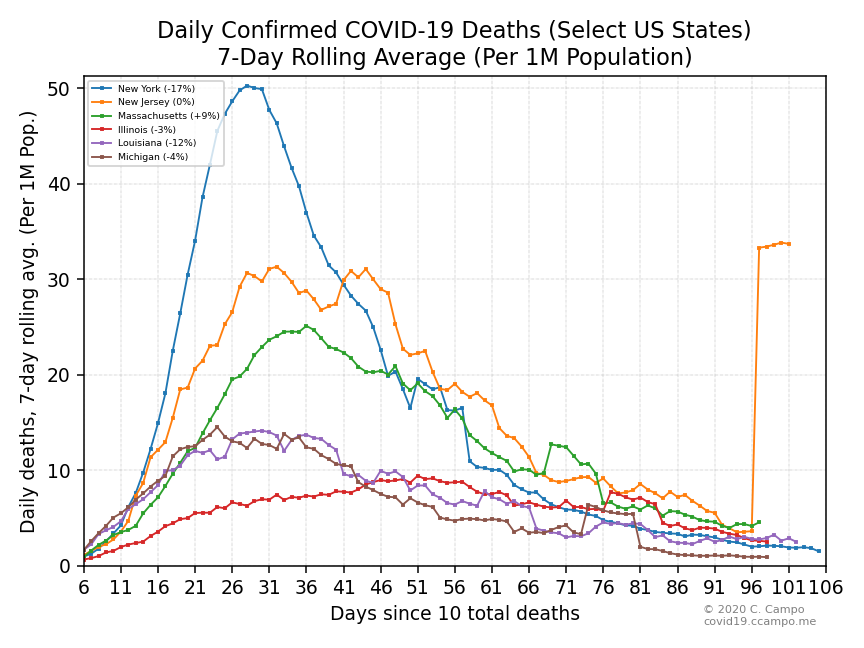 Daily Confirmed COVID-19 Deaths (Select US States)
7-Day Rolling Average (Per 1M Population)
Daily deaths, 7-day rolling avg. (Per 1M Pop.)
50
40
30
20
10
0
New York (-17%)
New Jersey (0%)
Massachusetts (+9%)
Illinois (-3%)
Louisiana (-12%)
Michigan (-4%)
6 11 16 21 26 31 36 41 46 51 56 61 66 71 76 81 86 91 96 101 106
Days since 10 total deaths
© 2020 C. Campo
covid19.ccampo.me